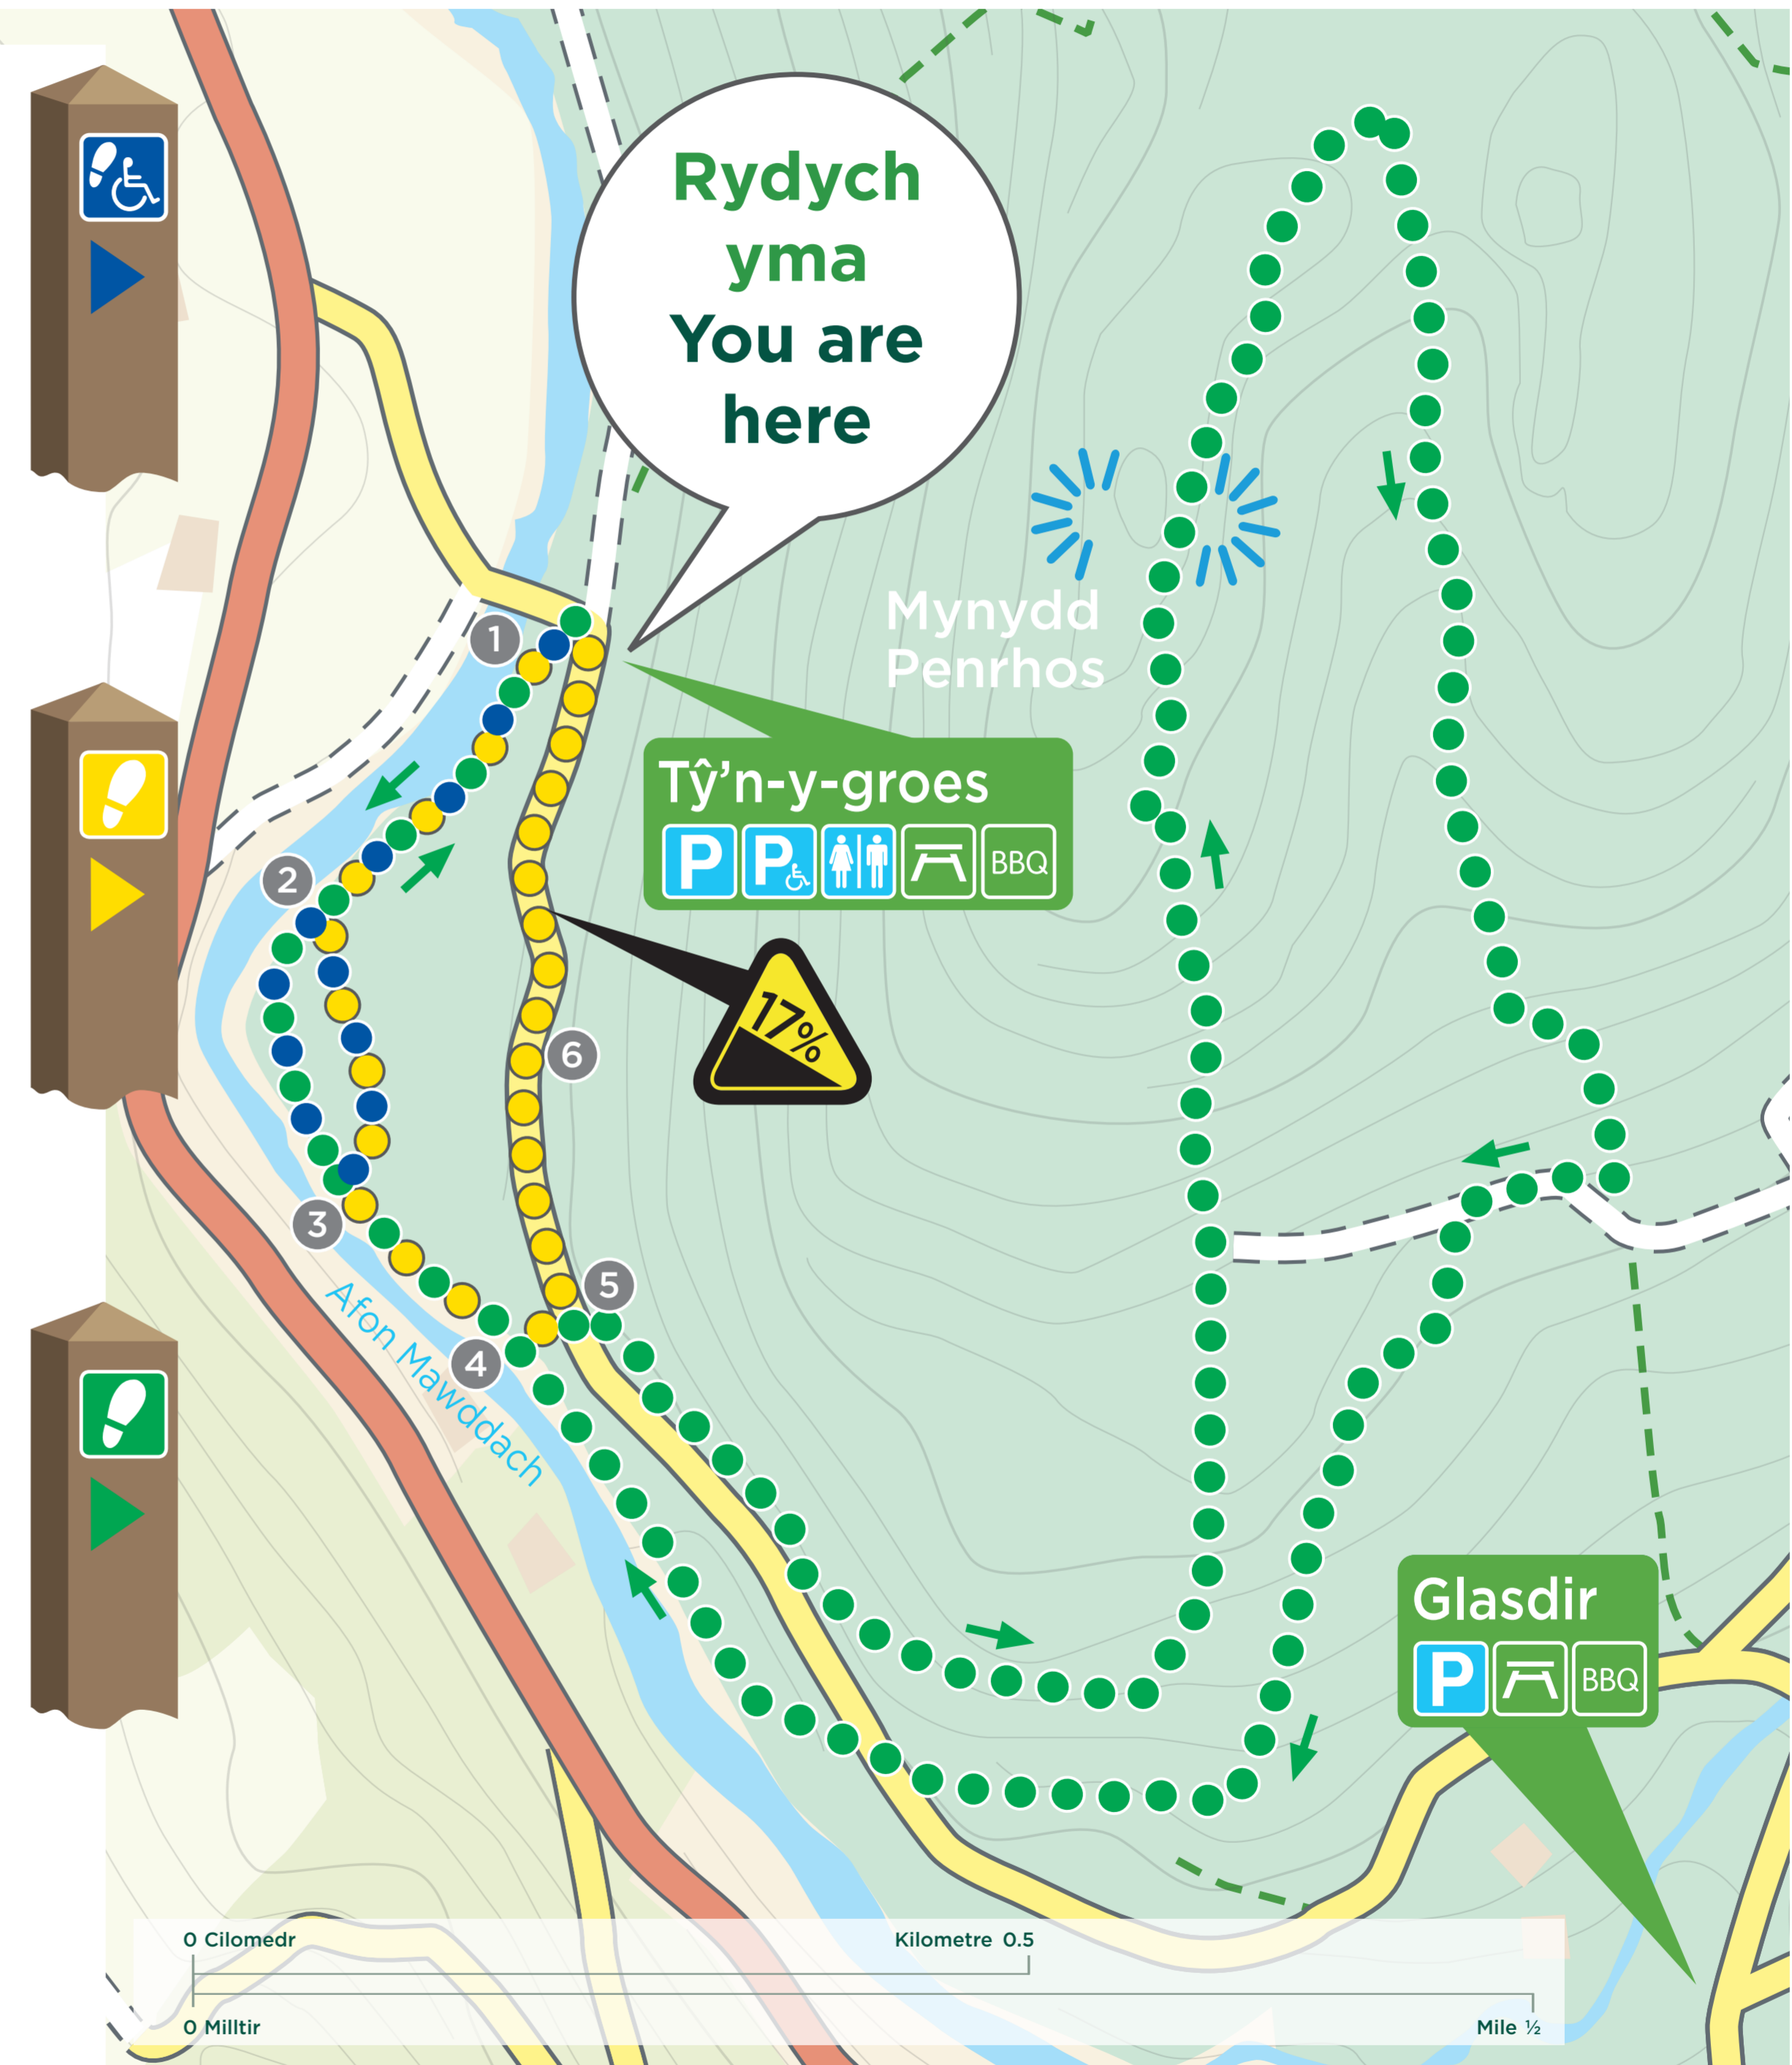 Rydych
yma
You are
here
1
Mynydd
Penrhos
Tŷ'n-y-groes
P P BBQ
2
17%
6
3
5
4
Afon Mawddach
Glasdir
P BBQ
0 Cilomedr Kilometre 0.5
0 Milltir Mile ½